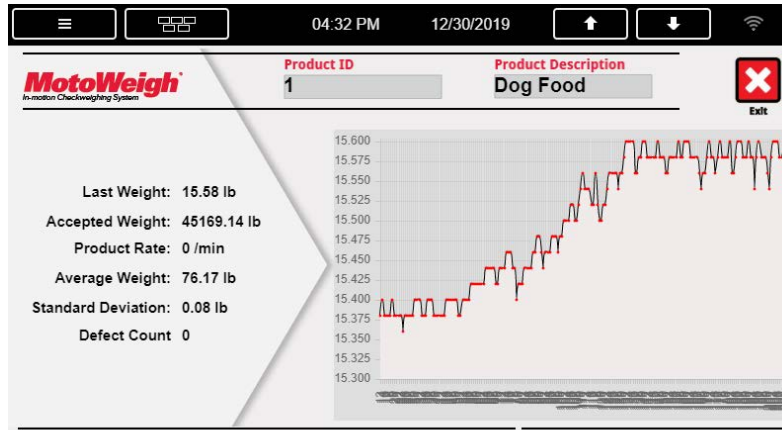 04:32 PM 12/30/2019
MotoWeigh
In-motion Checkweighing System
Product ID
1
Product Description
Dog Food
Exit
Last Weight: 15.58 lb
Accepted Weight: 45169.14 lb
Product Rate: 0 /min
Average Weight: 76.17 lb
Standard Deviation: 0.08 lb
Defect Count 0
15.600
15.575
15.550
15.525
15.500
15.475
15.450
15.425
15.400
15.375
15.350
15.325
15.300